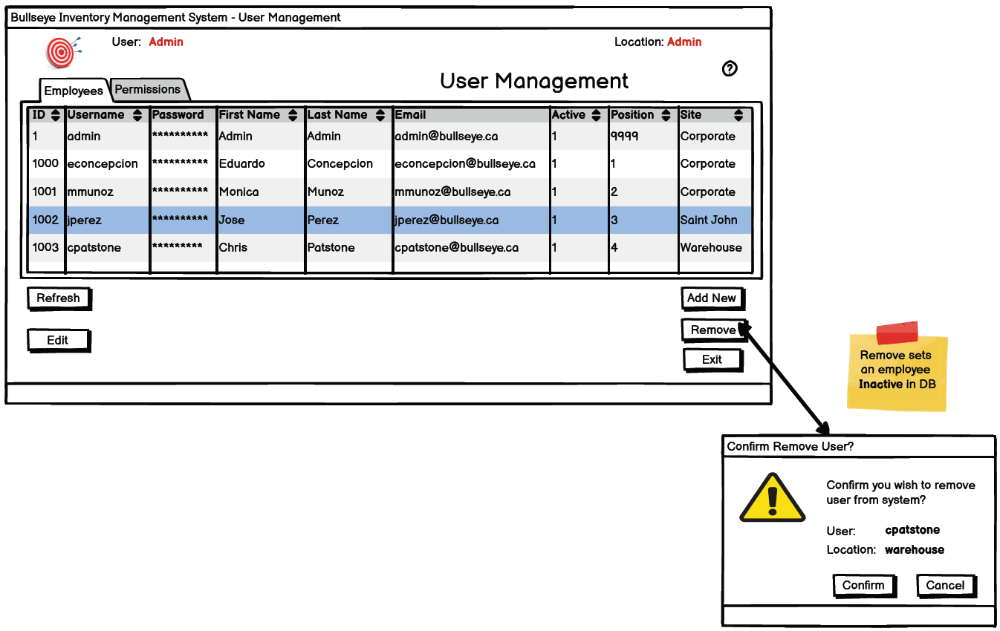 Bullseye Inventory Management System - User Management
User: Admin Location: Admin
?
User Management
Employees Permissions
ID Username Password First Name Last Name Email Active Position Site
1 admin ********** Admin Admin admin@bullseye.ca 1 9999 Corporate
1000 econcepcion ********** Eduardo Concepcion econcepcion@bullseye.ca 1 1 Corporate
1001 mmunoz ********** Monica Munoz mmunoz@bullseye.ca 1 2 Corporate
1002 jperez ********** Jose Perez jperez@bullseye.ca 1 3 Saint John
1003 cpatstone ********* Chris Patstone cpatstone@bullseye.ca 1 4 Warehouse
Refresh Add New
Remove
Edit
Exit
Remove sets
an employee
Inactive in DB
Confirm Remove User?
Confirm you wish to remove
user from system?
User: cpatstone
Location: warehouse
Confirm Cancel